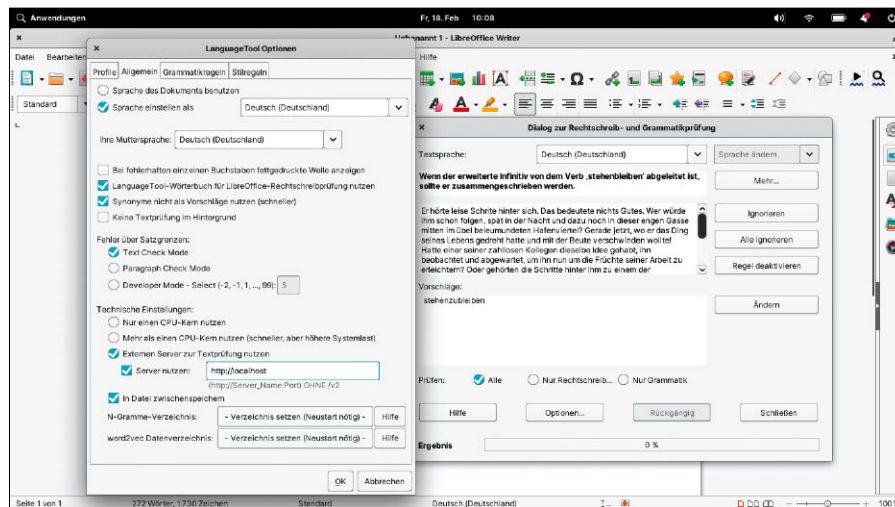 Anwendungen
Fr, 18. Feb 10:08
Unbenannt 1 - LibreOffice Writer
Datei Bearbeiten
Hilfe
Standard
LanguageTool Optionen
Profile Allgemein Grammatikregeln Stilregeln
Sprache des Dokuments benutzen
Sprache einstellen als Deutsch (Deutschland)
Ihre Muttersprache: Deutsch (Deutschland)
Bei fehlerhaften einzelnen Buchstaben fettgedruckte Welle anzeigen
LanguageTool-Wörterbuch für LibreOffice-Rechtschreibprüfung nutzen
Synonyme nicht als Vorschläge nutzen (schneller)
Keine Textprüfung im Hintergrund
Fehler über Satzgrenzen:
Text Check Mode
Paragraph Check Mode
Developer Mode - Select (-2, -1, 1, ..., 99): 5
Technische Einstellungen:
Nur einen CPU-Kern nutzen
Mehr als einen CPU-Kern nutzen (schneller, aber höhere Systemlast)
Externen Server zur Textprüfung nutzen
Server nutzen: http://localhost
(http://Server_Name:Port) OHNE /v2
In Datei zwischenspeichern
N-Gramme-Verzeichnis: - Verzeichnis setzen (Neustart nötig) - Hilfe
word2vec Datenverzeichnis: - Verzeichnis setzen (Neustart nötig) - Hilfe
OK Abbrechen
Dialog zur Rechtschreib- und Grammatikprüfung
Textsprache: Deutsch (Deutschland) Sprache ändern
Wenn der erweiterte Infinitiv von dem Verb ‚stehenbleiben' abgeleitet ist,
sollte er zusammengeschrieben werden.
Mehr...
Er hörte leise Schritte hinter sich. Das bedeutete nichts Gutes. Wer würde
ihm schon folgen, spät in der Nacht und dazu noch in dieser engen Gasse
mitten im übel beleumundeten Hafenviertel? Gerade jetzt, wo er das Ding
seines Lebens gedreht hatte und mit der Beute verschwinden wollte!
Hatte einer seiner zahllosen Kollegen dieselbe Idee gehabt, ihn
beobachtet und abgewartet, um ihn nun um die Früchte seiner Arbeit zu
erleichtern? Oder gehörten die Schritte hinter ihm zu einem der
Ignorieren
Alle ignorieren
Regel deaktivieren
Vorschläge:
stehenzubleiben
Ändern
Prüfen: Alle Nur Rechtschreib... Nur Grammatik
Hilfe Optionen... Rückgängig Schließen
Ergebnis 0 %
Seite 1 von 1 272 Wörter, 1.730 Zeichen Standard Deutsch (Deutschland) 100